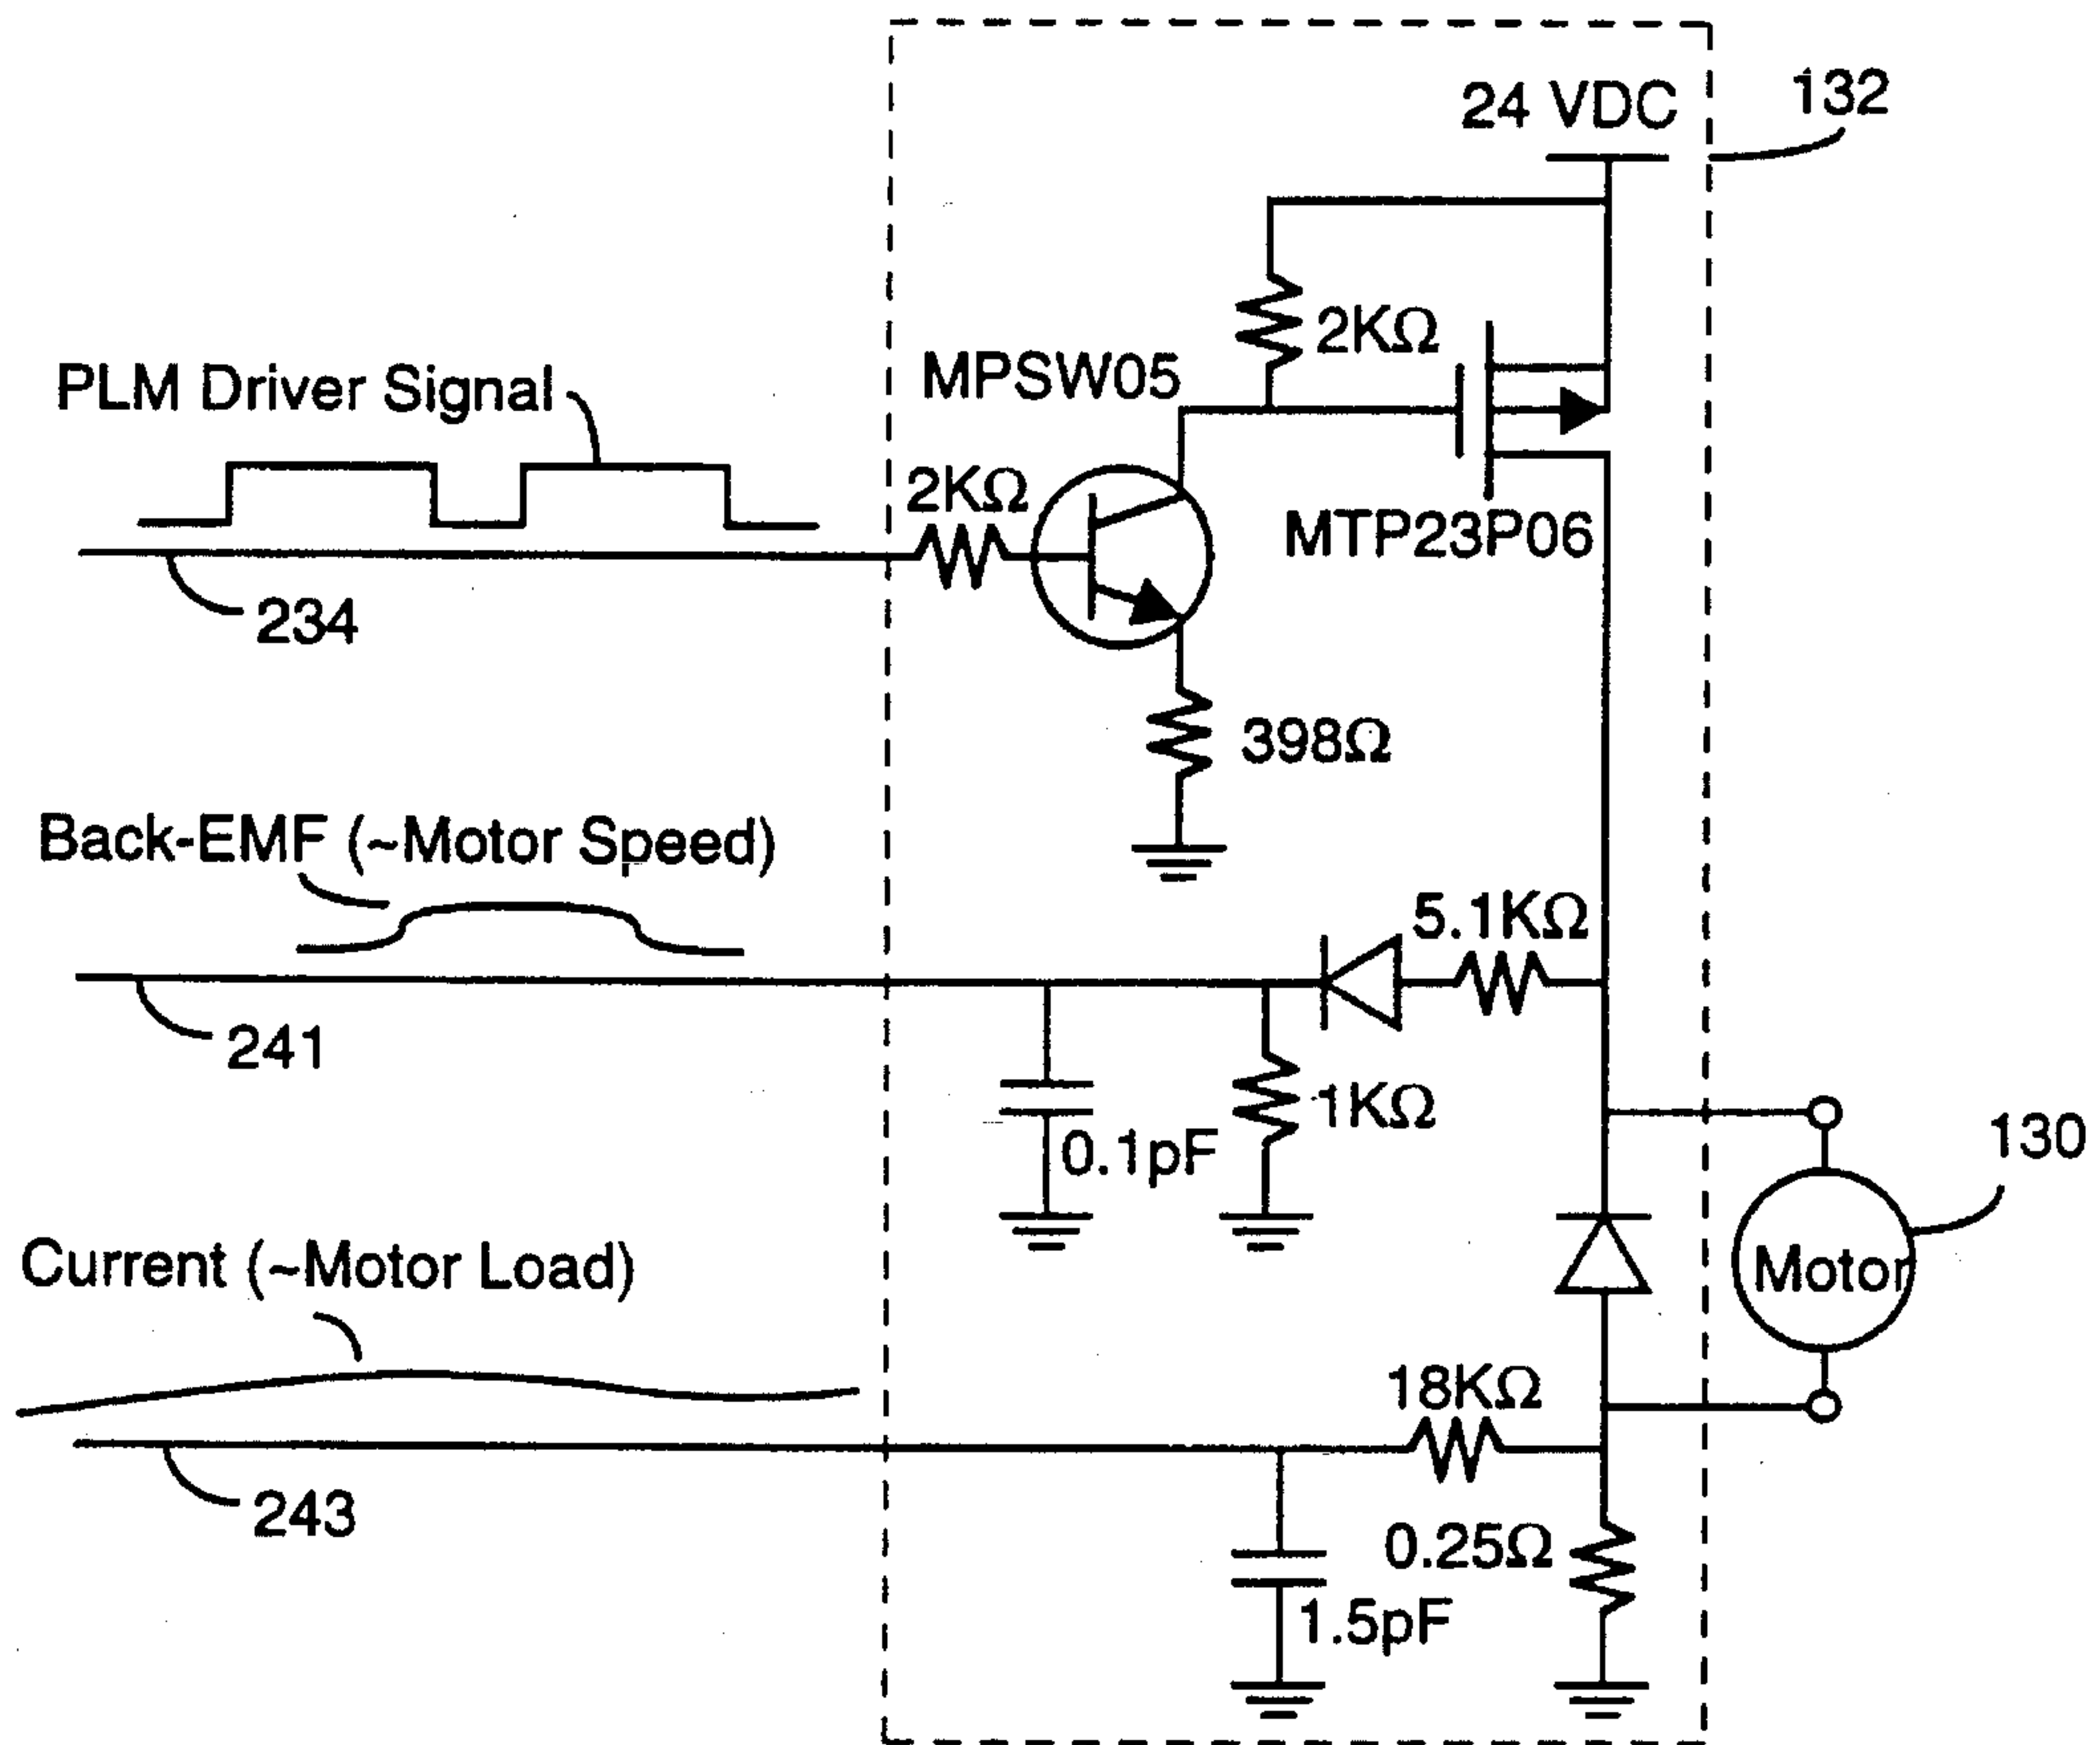 24 VDC
132
2KΩ
MPSW05
PLM Driver Signal
2KΩ
MTP23P06
234
398Ω
Back-EMF (~Motor Speed)
5.1KΩ
241
1KΩ
0.1pF
130
Current (~Motor Load)
Motor
18KΩ
243
0.25Ω
1.5pF